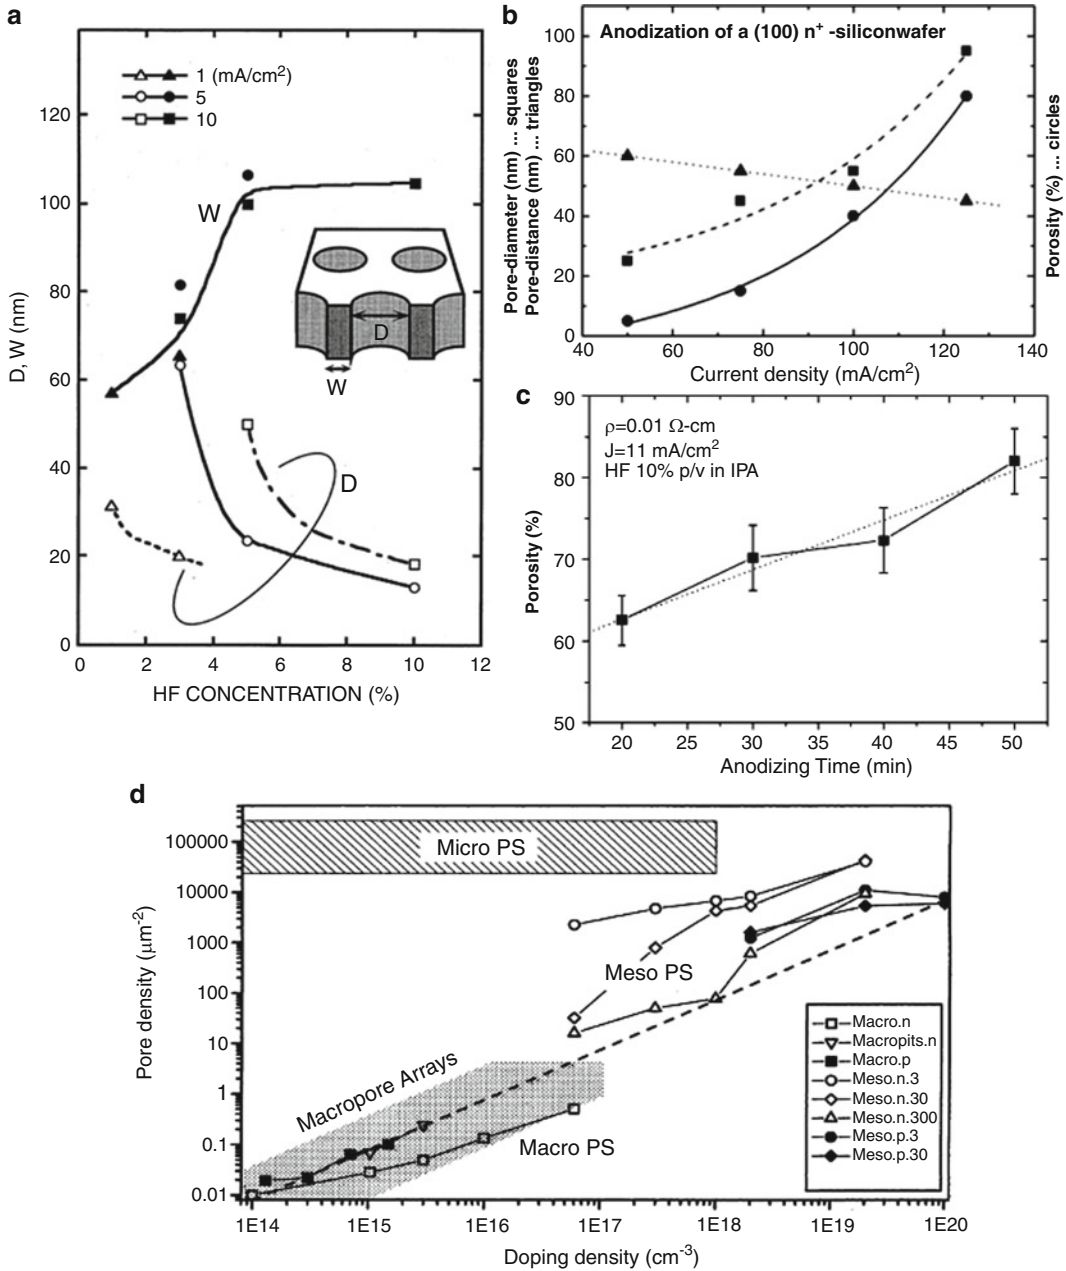 a
1 (mA/cm²)
5
10
120
100
80
60
40
20
0
D, W (nm)
W
D
D
W
0 2 4 6 8 10 12
HF CONCENTRATION (%)
b
Anodization of a (100) n⁺ -siliconwafer
100
80
60
40
20
0
Pore-diameter (nm) ... squares
Pore-distance (nm) ... triangles
Porosity (%) ... circles
40 60 80 100 120 140
Current density (mA/cm²)
c
ρ=0.01 Ω-cm
J=11 mA/cm²
HF 10% p/v in IPA
90
80
70
60
50
Porosity (%)
20 25 30 35 40 45 50
Anodizing Time (min)
d
100000
10000
1000
100
10
1
0.1
0.01
Pore density (μm⁻²)
Micro PS
Meso PS
Macropore Arrays
Macro PS
Macro.n
Macropits.n
Macro.p
Meso.n.3
Meso.n.30
Meso.n.300
Meso.p.3
Meso.p.30
1E14 1E15 1E16 1E17 1E18 1E19 1E20
Doping density (cm⁻³)